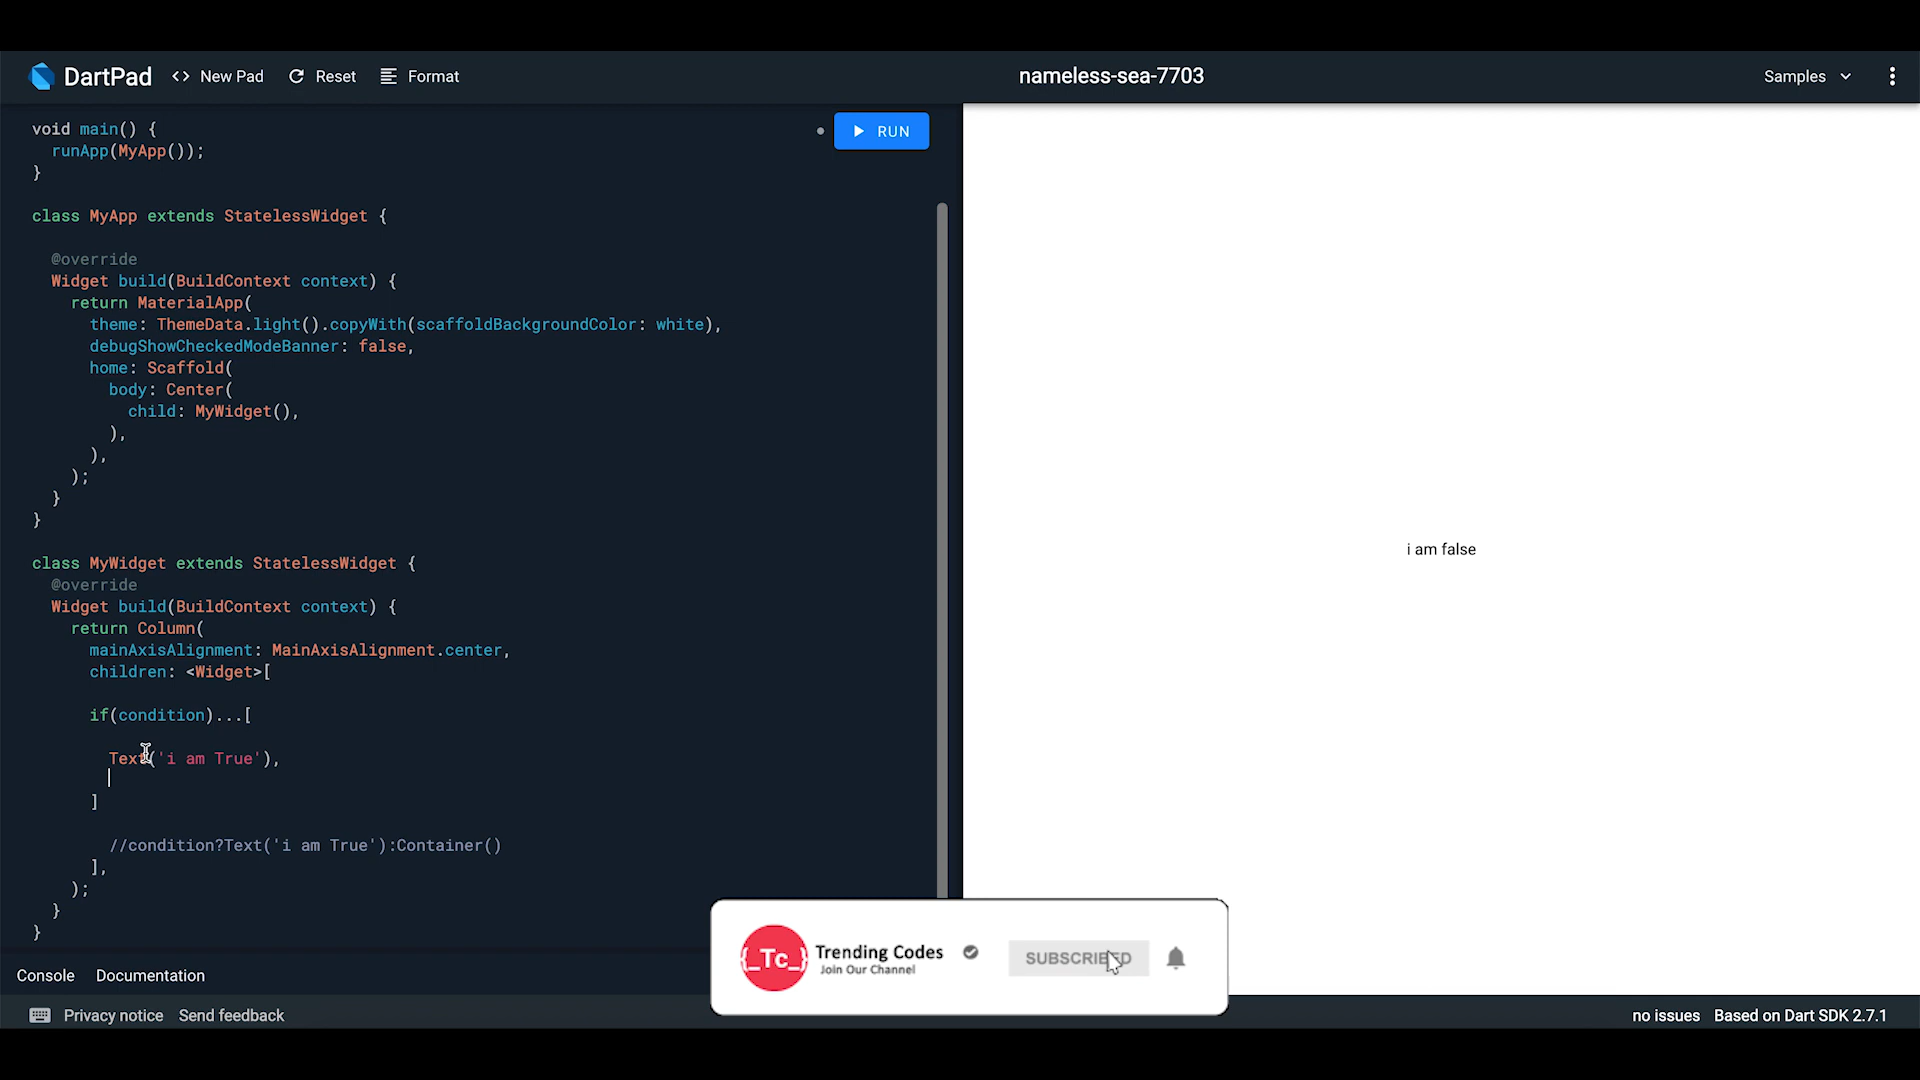 DartPad <> New Pad Reset Format nameless-sea-7703 Samples
void main() {
runApp(MyApp());
}
RUN
class MyApp extends StatelessWidget {
@override
Widget build(BuildContext context) {
return MaterialApp(
theme: ThemeData.light().copyWith(scaffoldBackgroundColor: white),
debugShowCheckedModeBanner: false,
home: Scaffold(
body: Center(
child: MyWidget(),
),
),
);
}
}
class MyWidget extends StatelessWidget {
@override
Widget build(BuildContext context) {
return Column(
mainAxisAlignment: MainAxisAlignment.center,
children: <Widget>[
if(condition)...[
Text('i am True'),
]
//condition?Text('i am True'):Container()
],
);
}
}
i am false
{_Tc_}
Trending Codes
Join Our Channel
SUBSCRIBED
Console Documentation
Privacy notice Send feedback
no issues Based on Dart SDK 2.7.1